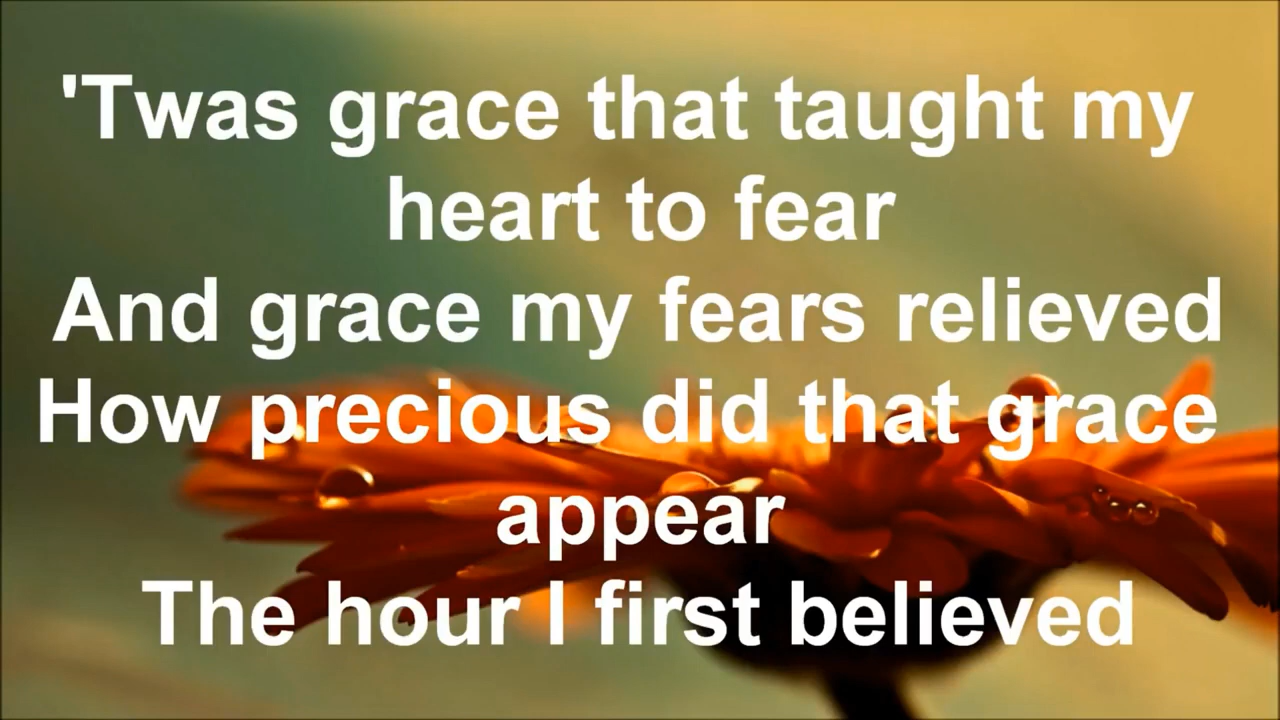 'Twas grace that taught my
heart to fear
And grace my fears relieved
How precious did that grace
appear
The hour I first believed